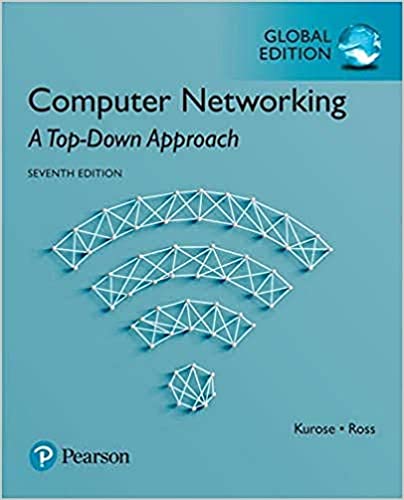 GLOBAL
EDITION
Computer Networking
A Top-Down Approach
SEVENTH EDITION
Kurose • Ross
P Pearson